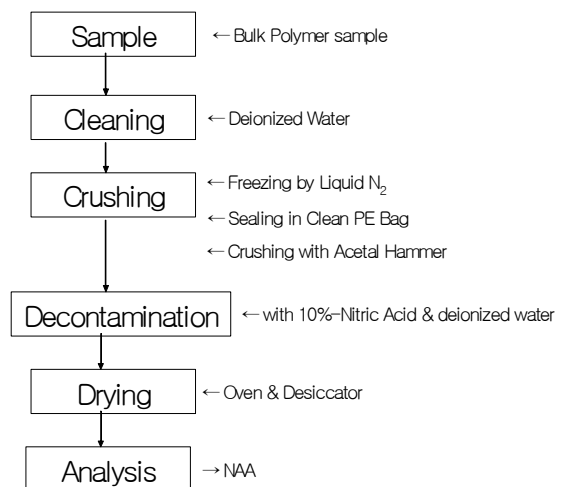 Sample ← Bulk Polymer sample
Cleaning ← Deionized Water
Crushing ← Freezing by Liquid N₂
← Sealing in Clean PE Bag
← Crushing with Acetal Hammer
Decontamination ← with 10%-Nitric Acid & deionized water
Drying ← Oven & Desiccator
Analysis → NAA